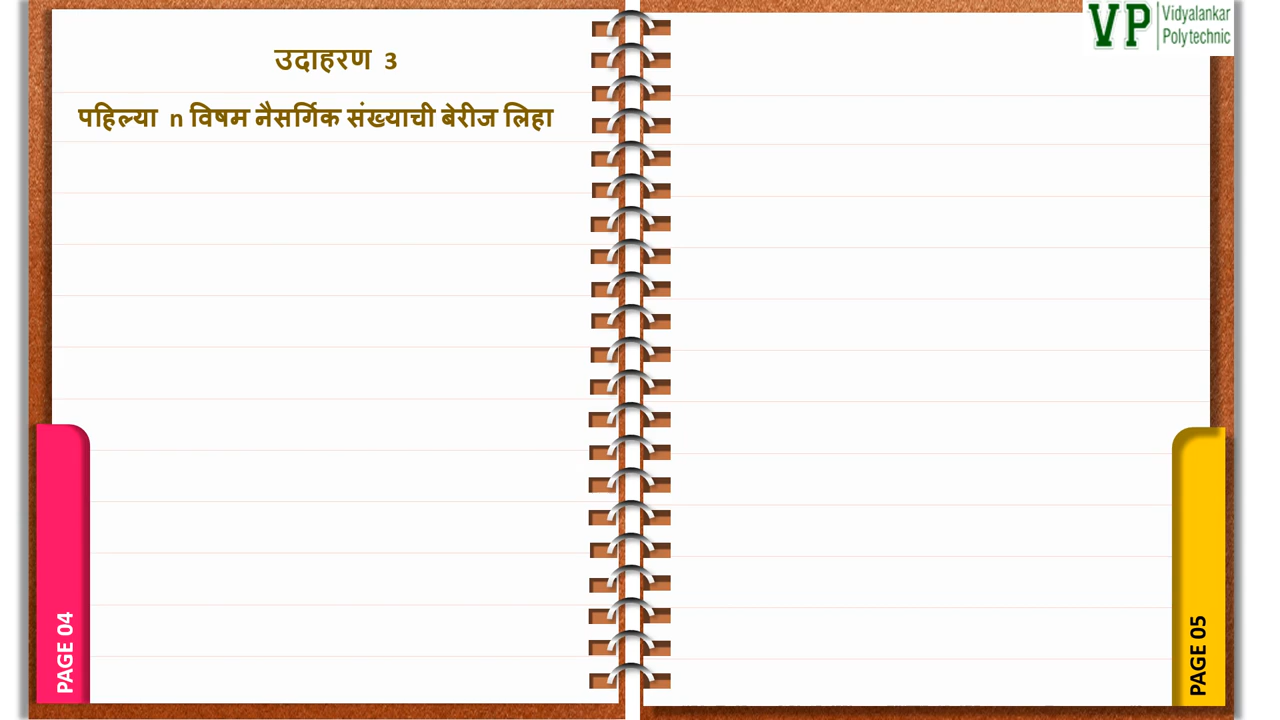 उदाहरण 3
पहिल्या n विषम नैसर्गिक संख्याची बेरीज लिहा
PAGE 04
VP Vidyalankar
Polytechnic
PAGE 05